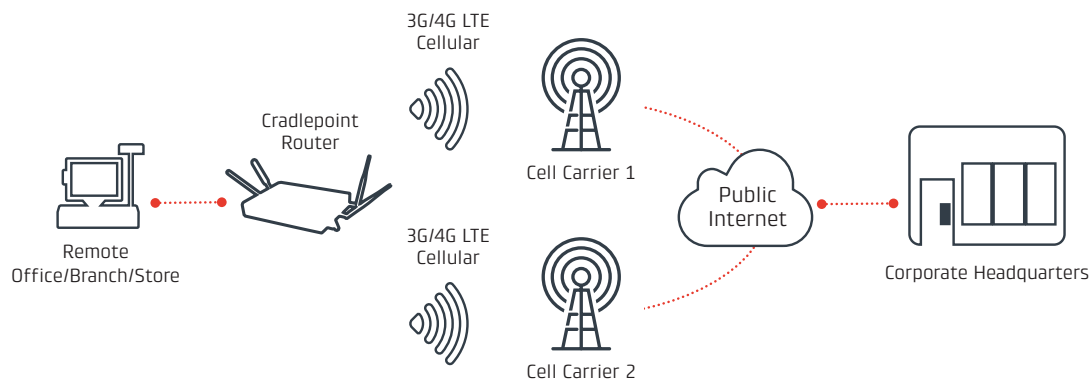 3G/4G LTE
Cellular
Cradlepoint
Router
Cell Carrier 1
Public
Internet
Remote
Office/Branch/Store
3G/4G LTE
Cellular
Corporate Headquarters
Cell Carrier 2